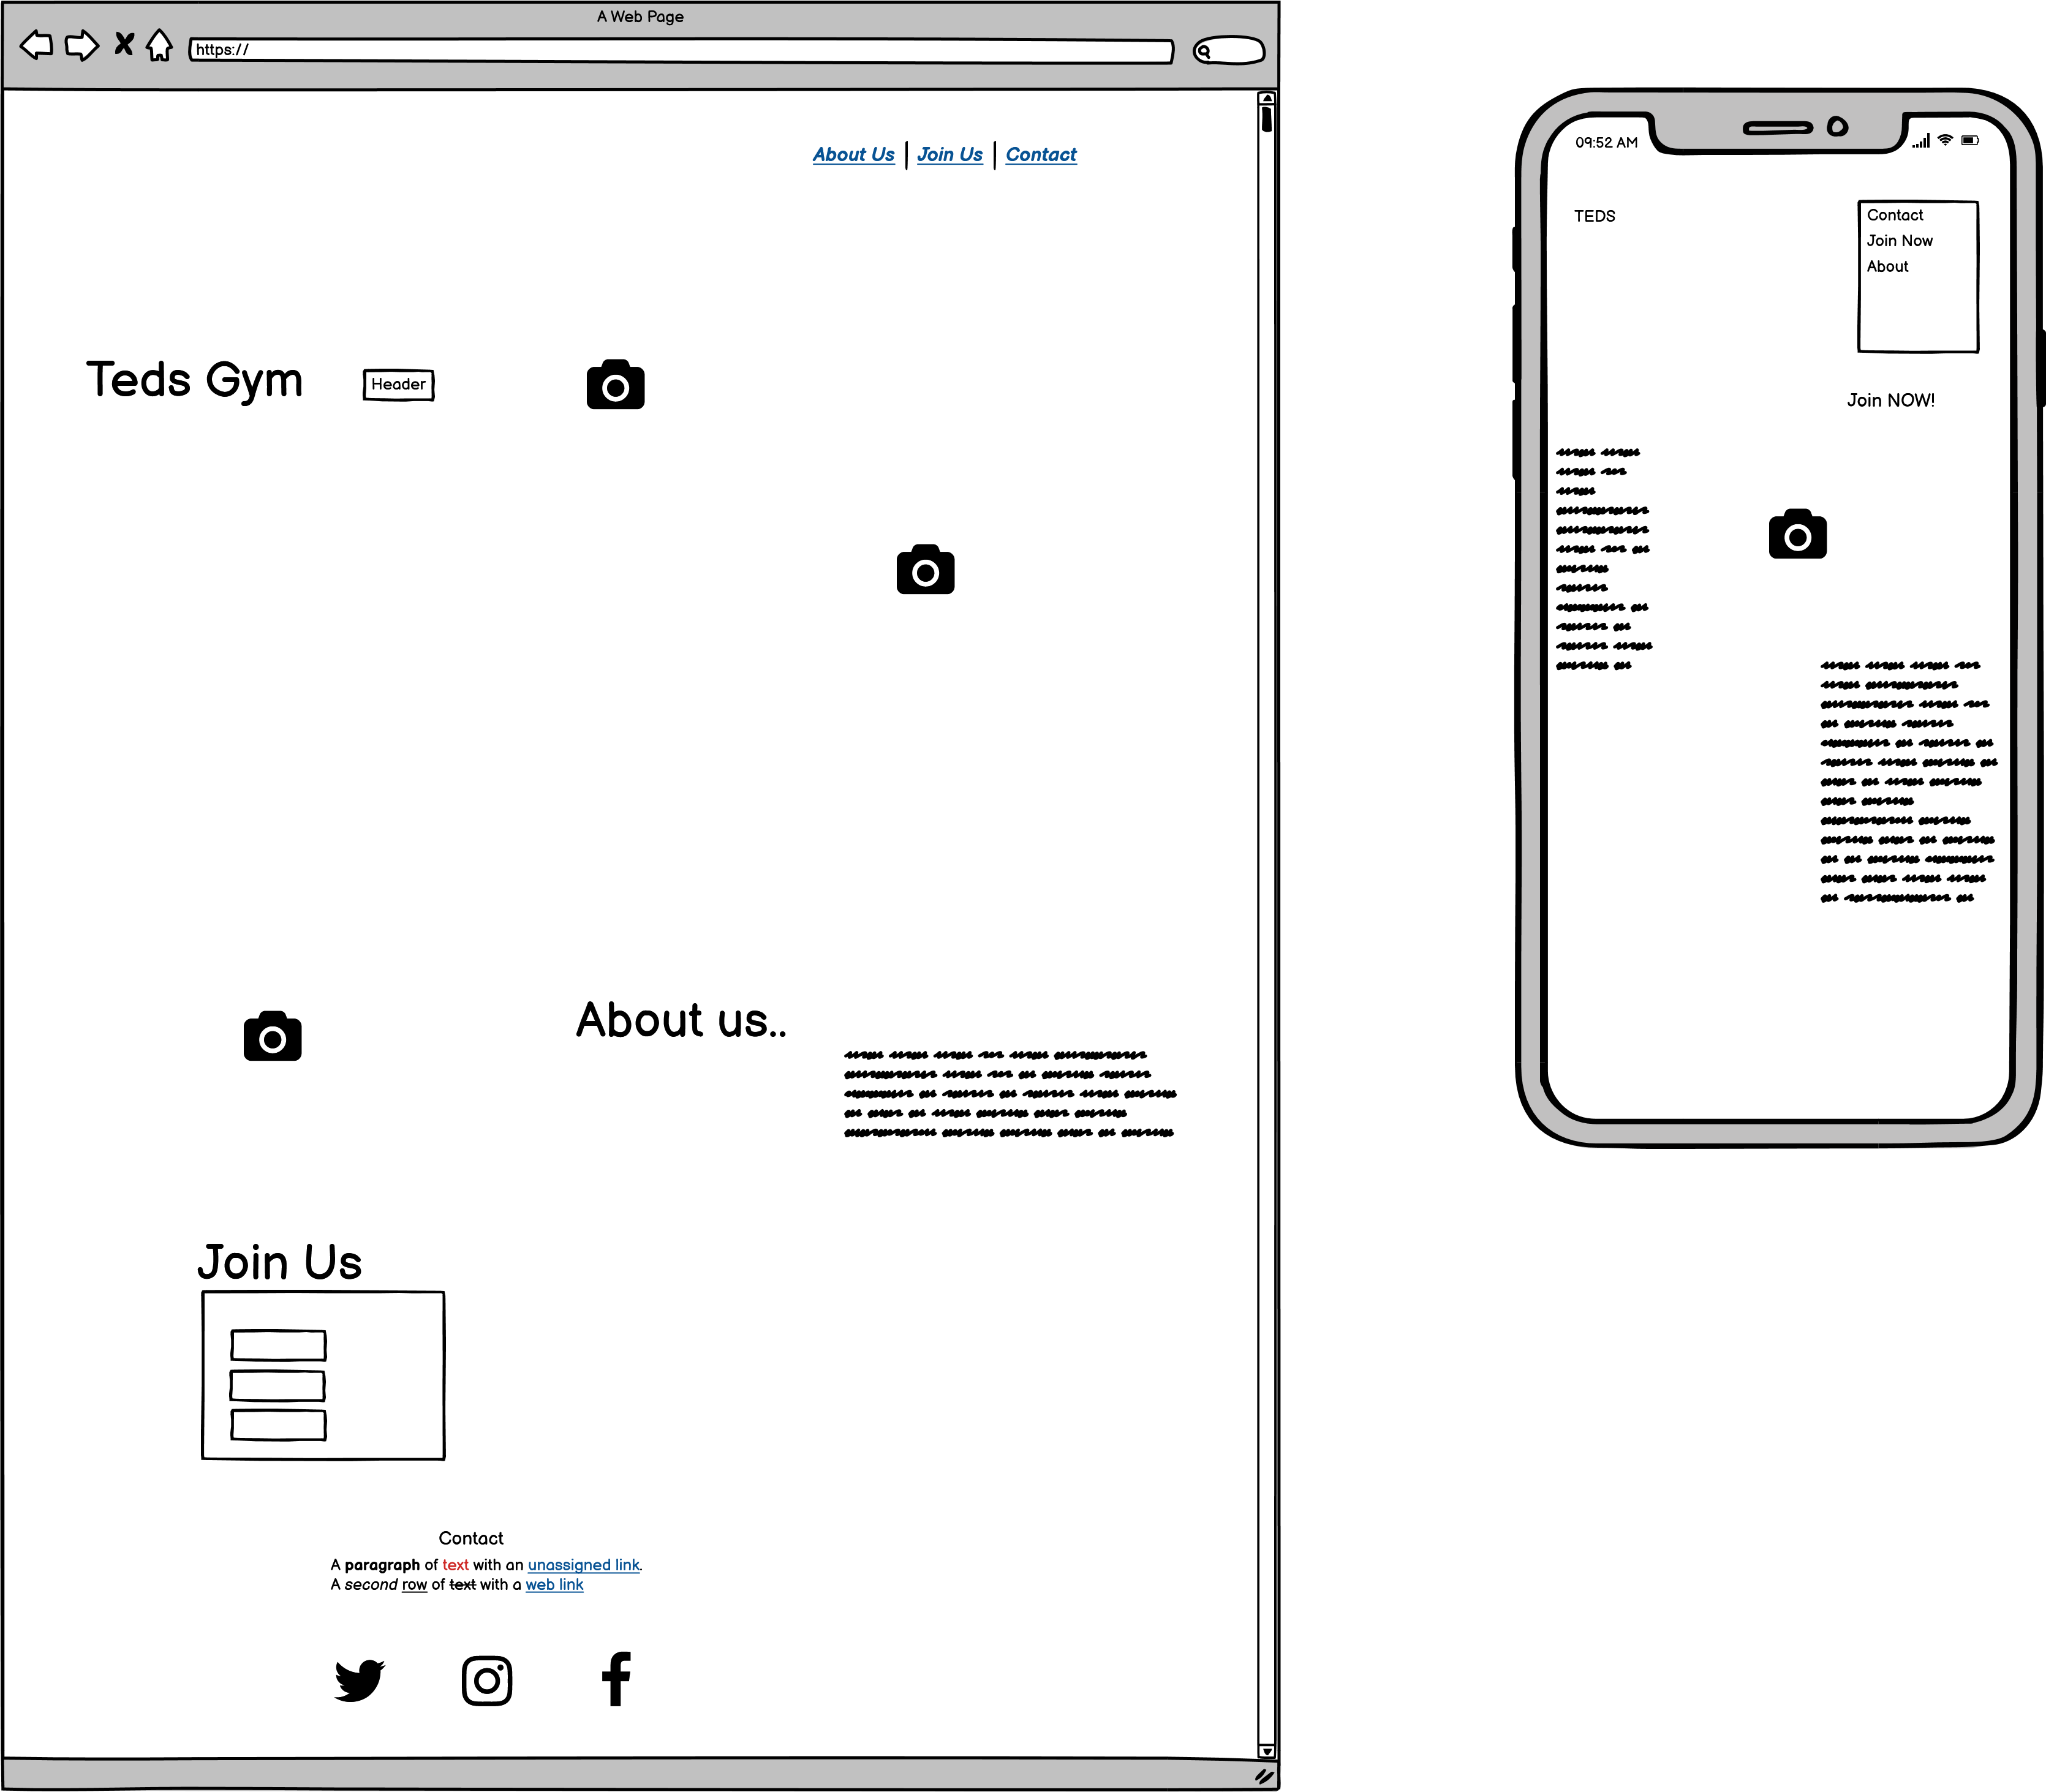 A Web Page
https://
About Us | Join Us | Contact
Teds Gym
Header
About us..
Join Us
Contact
A paragraph of text with an unassigned link.
A second row of text with a web link
09:52 AM
TEDS
Contact
Join Now
About
Join NOW!